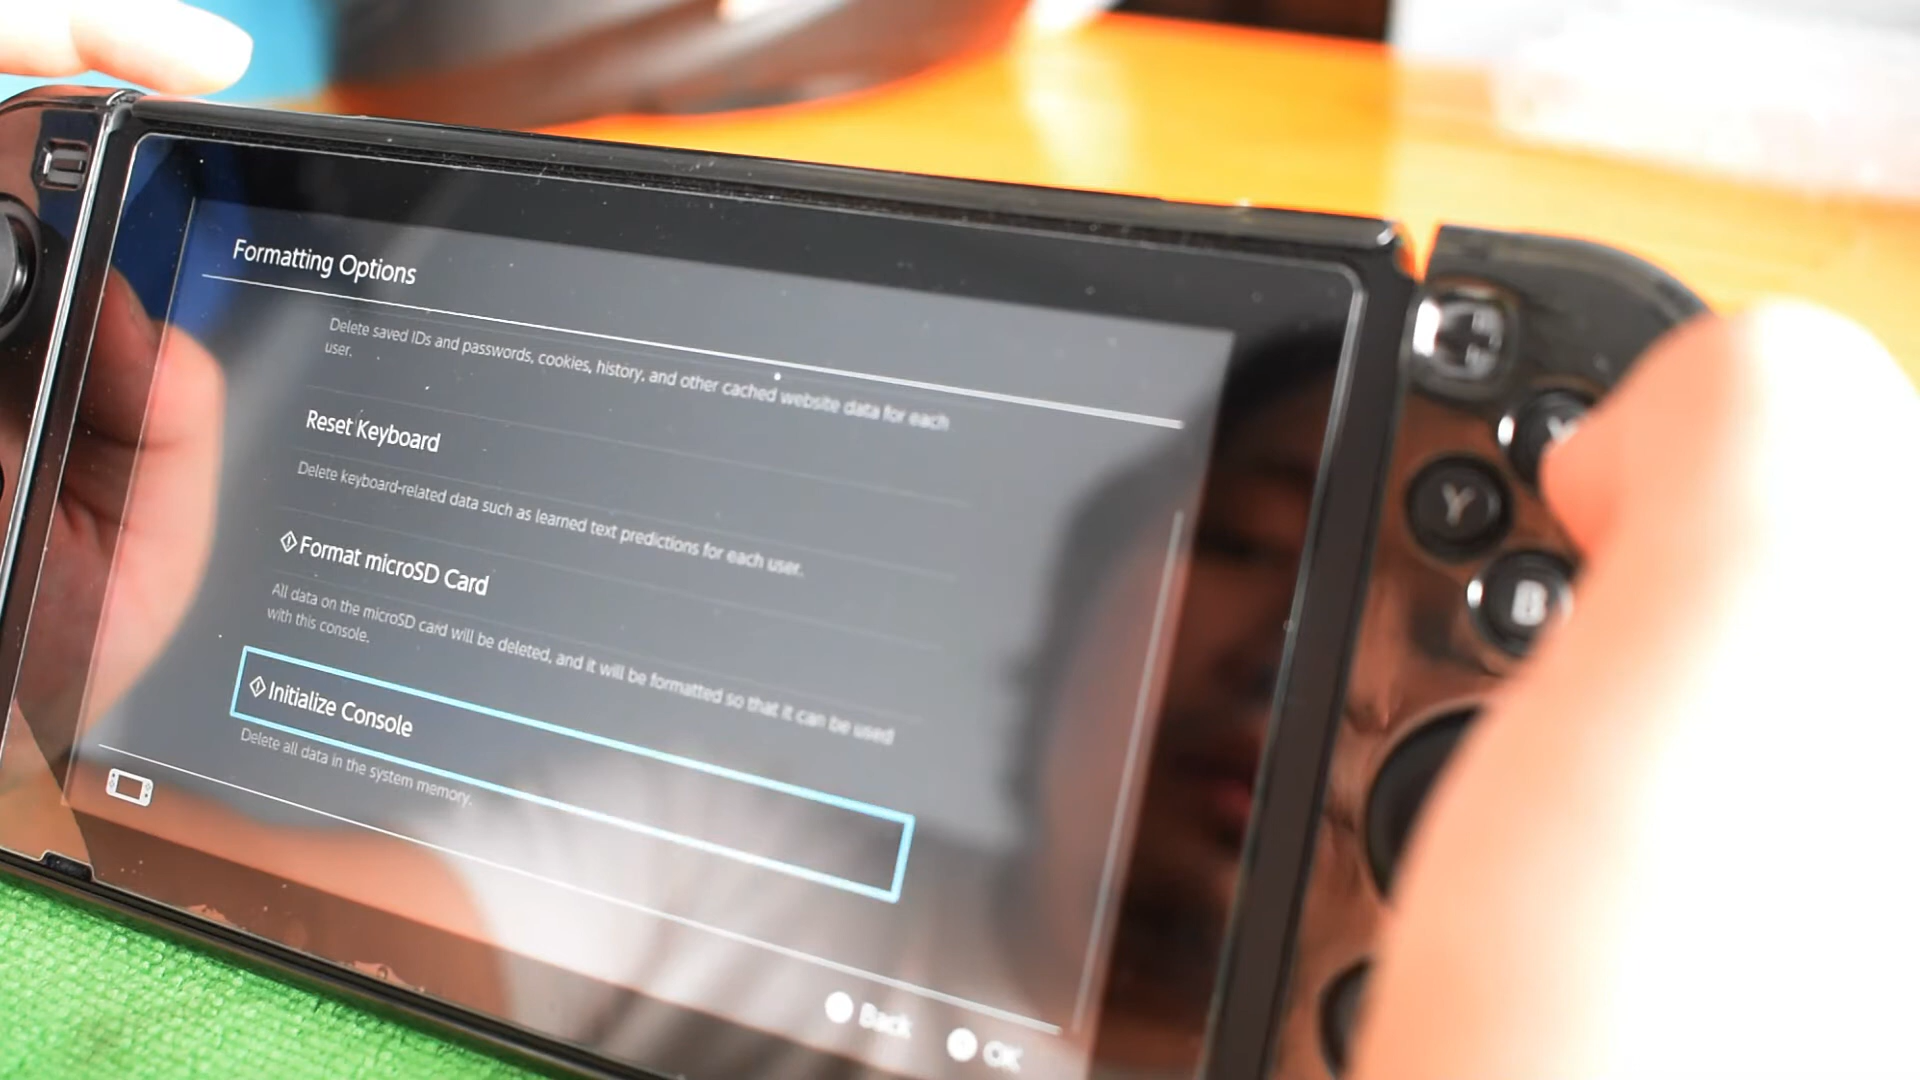 Formatting Options
Delete saved IDs and passwords, cookies, history, and other cached website data for each
user.
Reset Keyboard
Delete keyboard-related data such as learned text predictions for each user.
Format microSD Card
All data on the microSD card will be deleted, and it will be formatted so that it can be used
with this console.
Initialize Console
Delete all data in the system memory.
Back
OK
Y
B